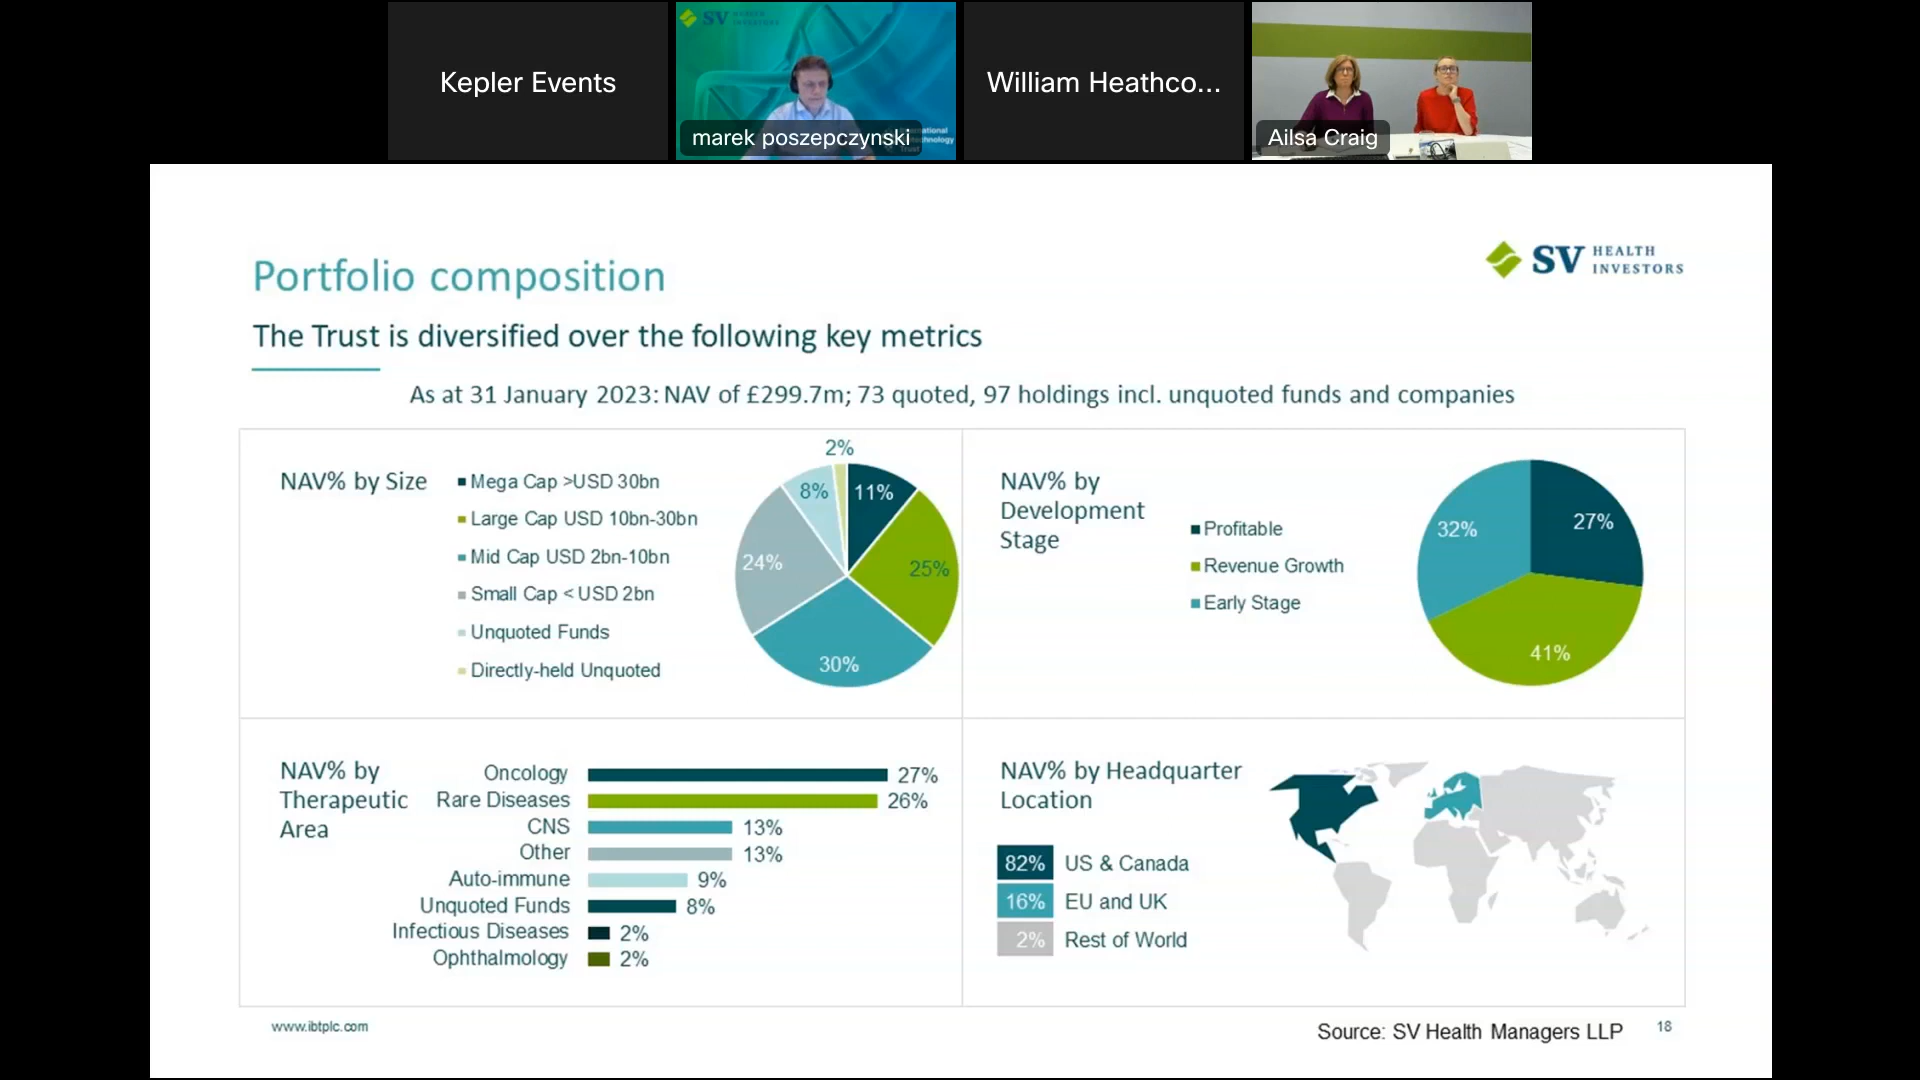 Kepler Events
SV HEALTH INVESTORS
marek poszepczynski
William Heathco...
Ailsa Craig
Portfolio composition
SV HEALTH
INVESTORS
The Trust is diversified over the following key metrics
As at 31 January 2023: NAV of £299.7m; 73 quoted, 97 holdings incl. unquoted funds and companies
NAV% by Size
Mega Cap >USD 30bn
Large Cap USD 10bn-30bn
Mid Cap USD 2bn-10bn
Small Cap < USD 2bn
Unquoted Funds
Directly-held Unquoted
2%
8%
11%
24%
25%
30%
NAV% by
Development
Stage
Profitable
Revenue Growth
Early Stage
32%
27%
41%
NAV% by
Therapeutic
Area
Oncology 27%
Rare Diseases 26%
CNS 13%
Other 13%
Auto-immune 9%
Unquoted Funds 8%
Infectious Diseases 2%
Ophthalmology 2%
NAV% by Headquarter
Location
82% US & Canada
16% EU and UK
2% Rest of World
www.ibtplc.com
Source: SV Health Managers LLP
18